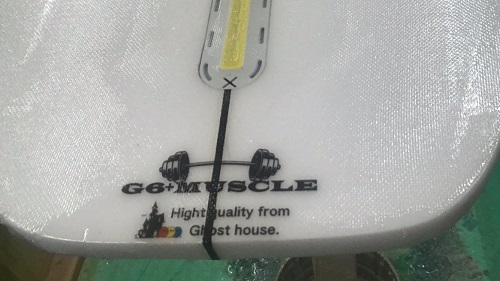 X
G6+MUSCLE
Hight quality from
Ghost house.